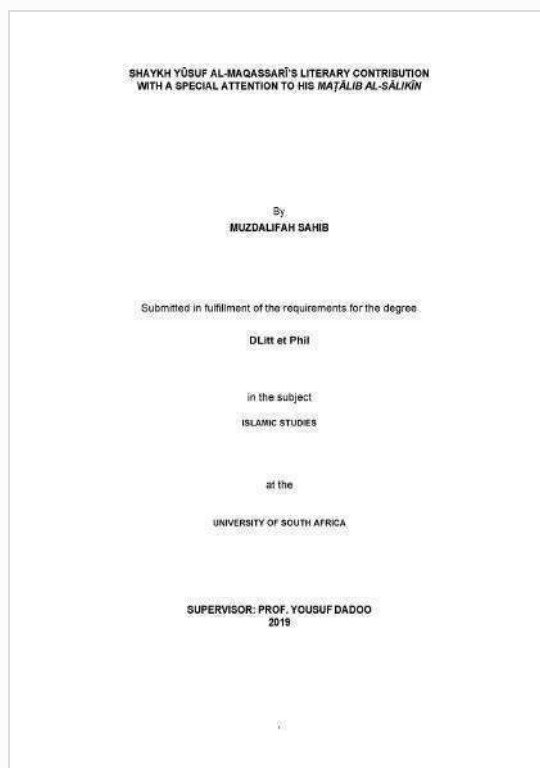 SHAYKH YŪSUF AL-MAQASSARĪ'S LITERARY CONTRIBUTION
WITH A SPECIAL ATTENTION TO HIS MAṬĀLIB AL-SĀLIKĪN
By
MUZDALIFAH SAHIB
Submitted in fulfillment of the requirements for the degree
DLitt et Phil
in the subject
ISLAMIC STUDIES
at the
UNIVERSITY OF SOUTH AFRICA
SUPERVISOR: PROF. YOUSUF DADOO
2019